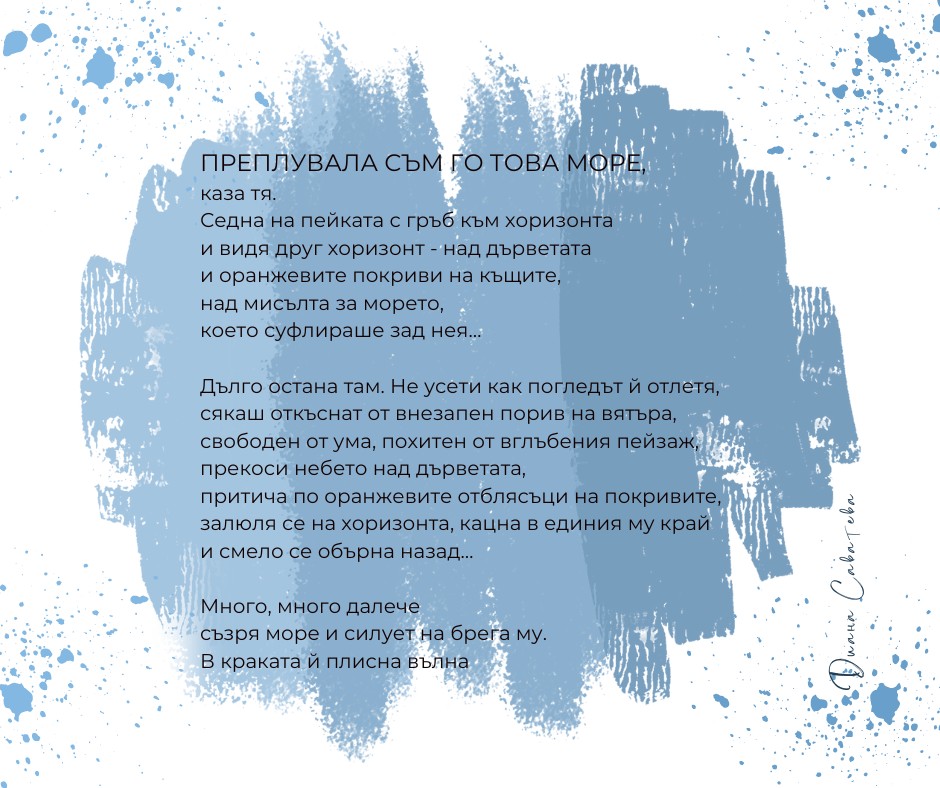 ПРЕПЛУВАЛА СЪМ ГО ТОВА МОРЕ,
каза тя.
Седна на пейката с гръб към хоризонта
и видя друг хоризонт - над дърветата
и оранжевите покриви на къщите,
над мисълта за морето,
което суфлираше зад нея...
Дълго остана там. Не усети как погледът й отлетя,
сякаш откъснат от внезапен порив на вятъра,
свободен от ума, похитен от вглъбения пейзаж,
прекоси небето над дърветата,
притича по оранжевите отблясъци на покривите,
залюля се на хоризонта, кацна в единия му край
и смело се обърна назад...
Много, много далече
съзря море и силует на брега му.
В краката й плисна вълна
Диана Саватева